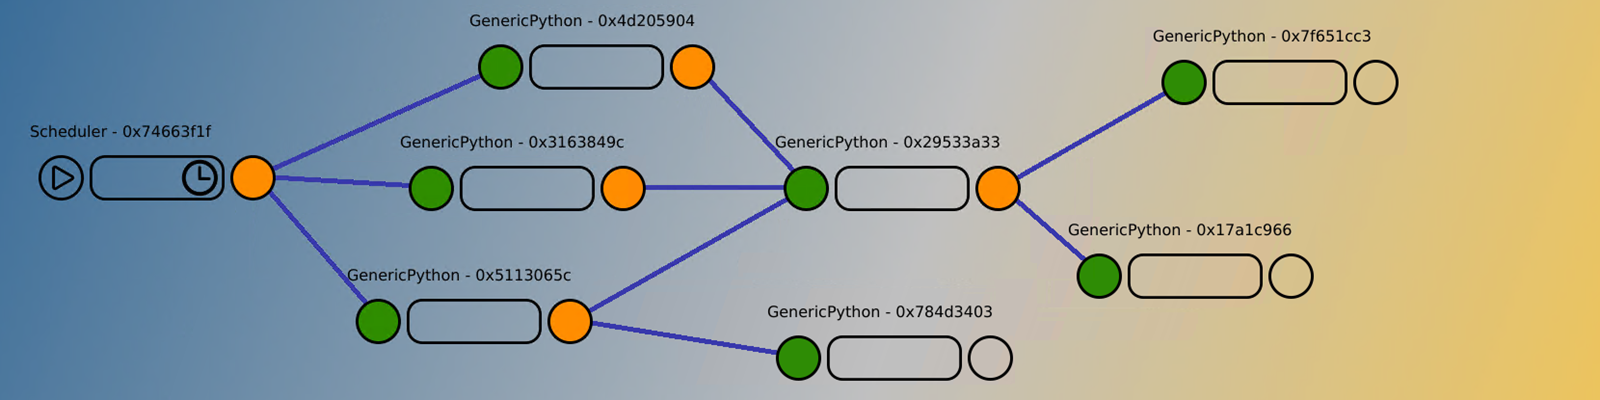 GenericPython - 0x4d205904
GenericPython - 0x7f651cc3
Scheduler - 0x74663f1f
GenericPython - 0x3163849c
GenericPython - 0x29533a33
GenericPython - 0x17a1c966
GenericPython - 0x5113065c
GenericPython - 0x784d3403